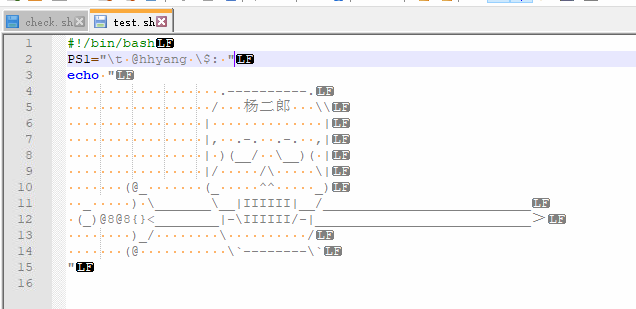 check.sh test.sh
1 #!/bin/bashLF
2 PS1="\t @hhyang \$: "LF
3 echo "LF
4                     .----------.LF
5                    /   杨二郎   \\LF
6                   |               |LF
7                   |,  .-.  .-.  ,|LF
8                   | )(__/  \__)( |LF
9                   |/     /\     \|LF
10        (@_       (_     ^^     _)LF
11   _     ) \_______\__|IIIIII|__/____________________________LF
12  (_)@8@8{}<________|-\IIIIII/-|_____________________________>LF
13         )_/        \          /LF
14        (@           \`--------\`LF
15 "LF
16